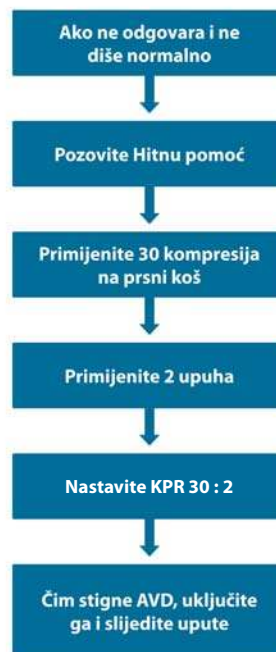 Ako ne odgovara i ne
diše normalno
Pozovite Hitnu pomoć
Primijenite 30 kompresija
na prsni koš
Primijenite 2 upuha
Nastavite KPR 30 : 2
Čim stigne AVD, uključite
ga i slijedite upute